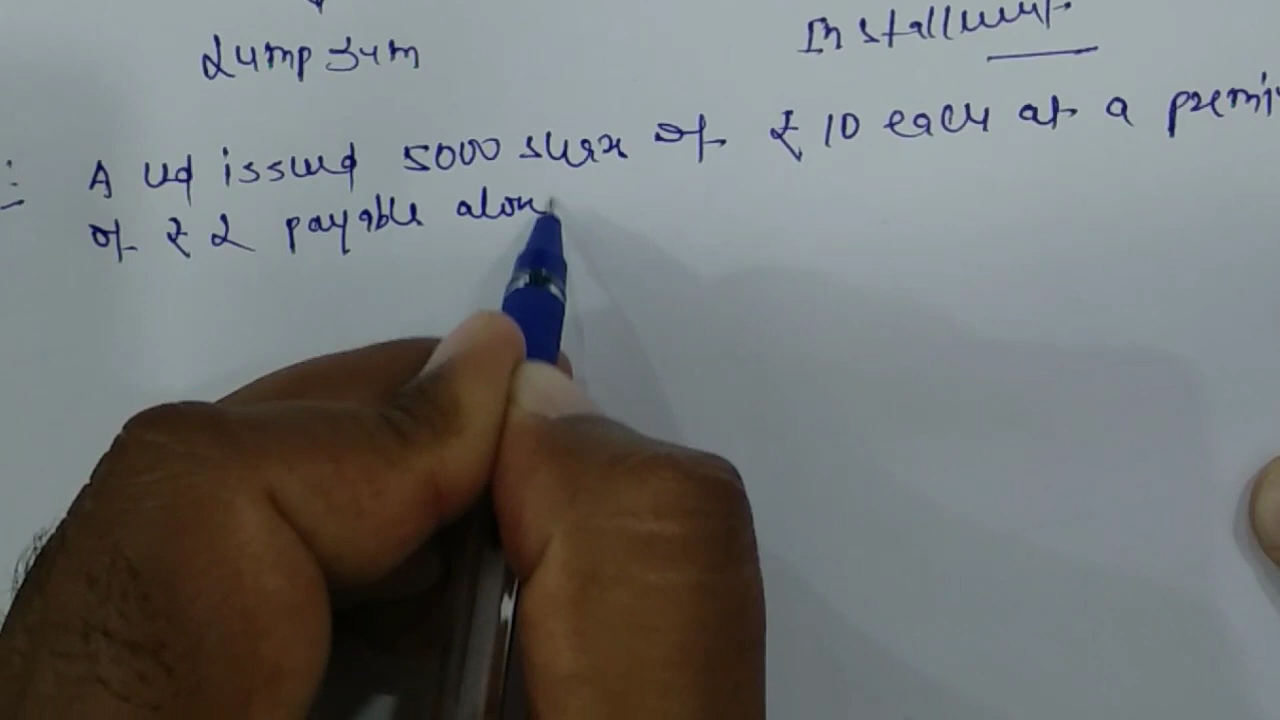 Lump sum
Installment
: A Ltd issued 5000 share of ₹ 10 each at a premi
of ₹ 2 payable alon